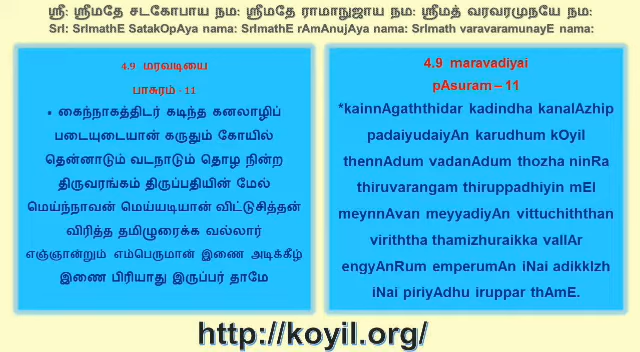 ஸ்ரீ: ஸ்ரீமதே சடகோபாய நம: ஸ்ரீமதே ராமாநுஜாய நம: ஸ்ரீமத் வரவரமுநயே நம:
SrI: SrImathE SatakOpAya nama: SrImathE rAmAnujAya nama: SrImath varavaramunayE nama:
4.9 மரவடியை
பாசுரம் - 11
• கைந்நாகத்திடர் கடிந்த கனலாழிப்
படையுடையான் கருதும் கோயில்
தென்னாடும் வடநாடும் தொழ நின்ற
திருவரங்கம் திருப்பதியின் மேல்
மெய்ந்நாவன் மெய்யடியான் விட்டுசித்தன்
விரித்த தமிழுரைக்க வல்லார்
எஞ்ஞான்றும் எம்பெருமான் இணை அடிக்கீழ்
இணை பிரியாது இருப்பர் தாமே
4.9 maravadiyai
pAsuram – 11
*kainnAgaththidar kadindha kanalAzhip
padaiyudaiyAn karudhum kOyil
thennAdum vadanAdum thozha ninRa
thiruvarangam thiruppadhiyin mEl
meynnAvan meyyadiyAn vittuchiththan
viriththa thamizhuraikka vallAr
engyAnRum emperumAn iNai adikkIzh
iNai piriyAdhu iruppar thAmE.
http://koyil.org/